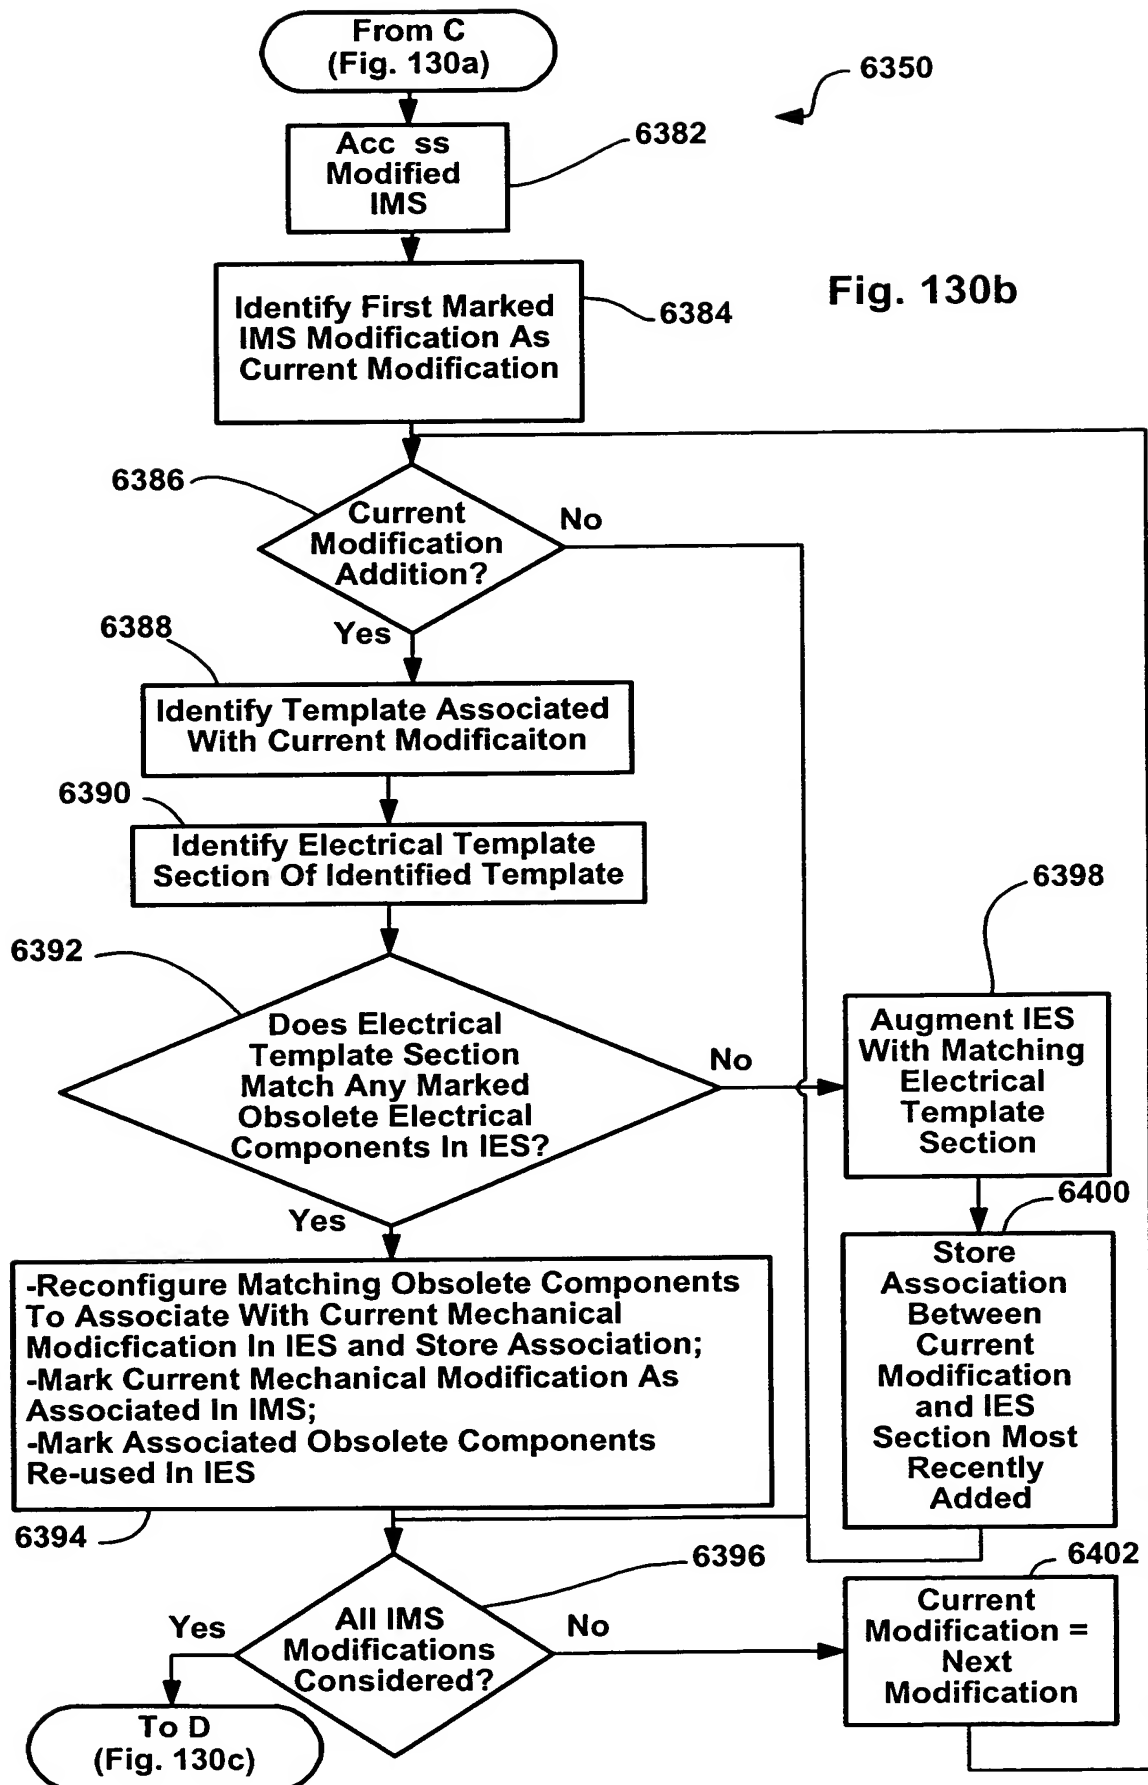 From C
(Fig. 130a)
6350
6382
Acc ss
Modified
IMS
Fig. 130b
Identify First Marked
IMS Modification As
Current Modification
6384
6386
Current
Modification
Addition?
No
Yes
6388
Identify Template Associated
With Current Modificaiton
6390
Identify Electrical Template
Section Of Identified Template
6392
Does Electrical
Template Section
Match Any Marked
Obsolete Electrical
Components In IES?
No
Yes
6398
Augment IES
With Matching
Electrical
Template
Section
6400
Store
Association
Between
Current
Modification
and IES
Section Most
Recently
Added
-Reconfigure Matching Obsolete Components
To Associate With Current Mechanical
Modicfication In IES and Store Association;
-Mark Current Mechanical Modification As
Associated In IMS;
-Mark Associated Obsolete Components
Re-used In IES
6394
6396
All IMS
Modifications
Considered?
Yes
No
6402
Current
Modification =
Next
Modification
To D
(Fig. 130c)